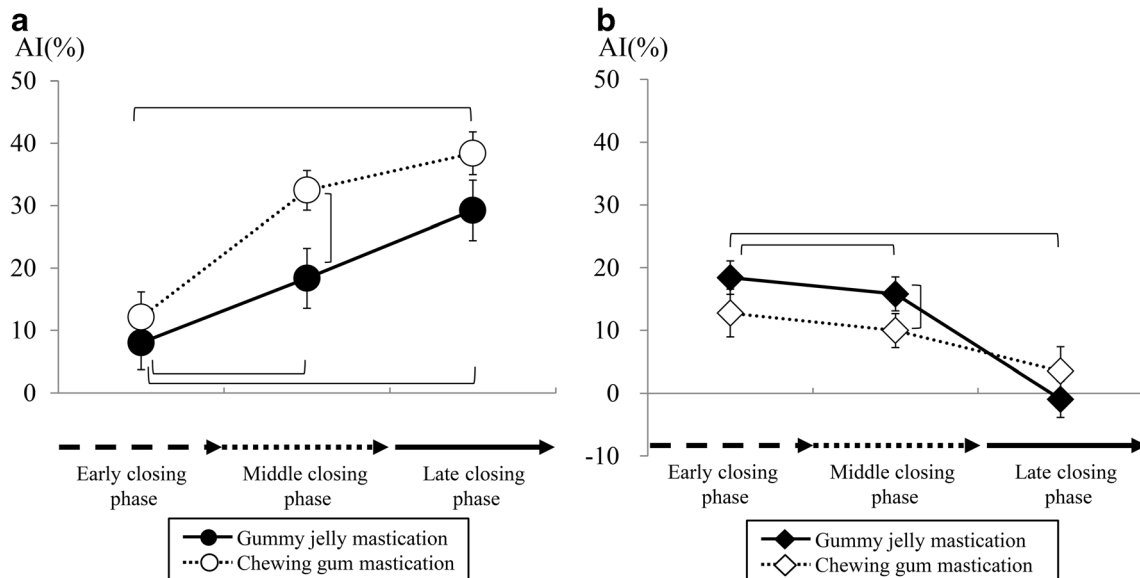 a
AI(%)
50
40
30
20
10
0
Early closing
phase
Middle closing
phase
Late closing
phase
Gummy jelly mastication
Chewing gum mastication
b
AI(%)
50
40
30
20
10
0
-10
Early closing
phase
Middle closing
phase
Late closing
phase
Gummy jelly mastication
Chewing gum mastication